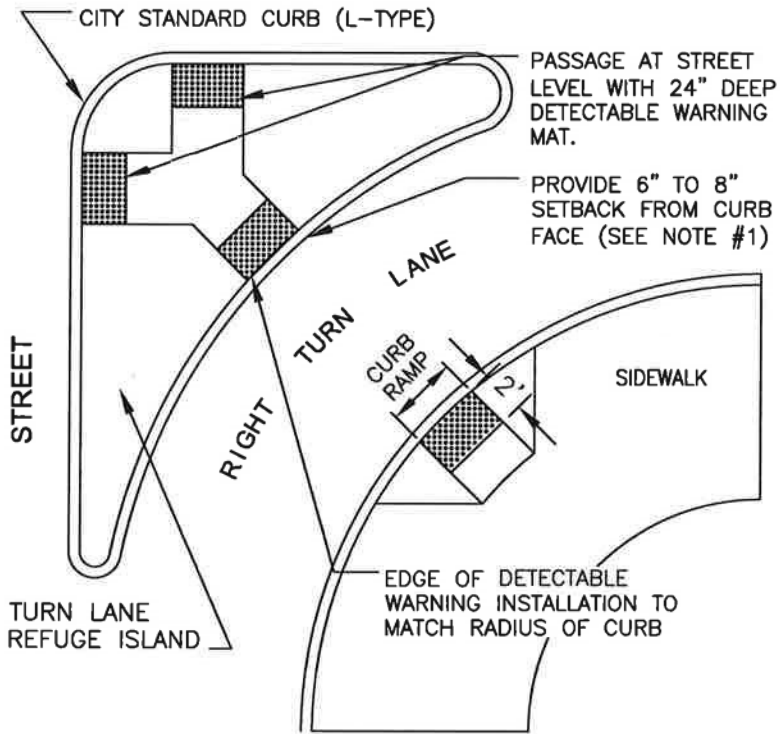 CITY STANDARD CURB (L-TYPE)
PASSAGE AT STREET
LEVEL WITH 24" DEEP
DETECTABLE WARNING
MAT.
PROVIDE 6" TO 8"
SETBACK FROM CURB
FACE (SEE NOTE #1)
STREET
RIGHT TURN LANE
CURB
RAMP
2'
SIDEWALK
EDGE OF DETECTABLE
WARNING INSTALLATION TO
MATCH RADIUS OF CURB
TURN LANE
REFUGE ISLAND